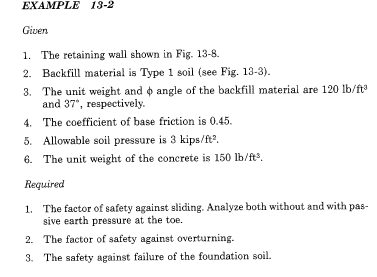 EXAMPLE 13-2
Given
1. The retaining wall shown in Fig. 13-8.
2. Backfill material is Type 1 soil (see Fig. 13-3).
3. The unit weight and ϕ angle of the backfill material are 120 lb/ft³
and 37°, respectively.
4. The coefficient of base friction is 0.45.
5. Allowable soil pressure is 3 kips/ft².
6. The unit weight of the concrete is 150 lb/ft³.
Required
1. The factor of safety against sliding. Analyze both without and with pas-
sive earth pressure at the toe.
2. The factor of safety against overturning.
3. The safety against failure of the foundation soil.